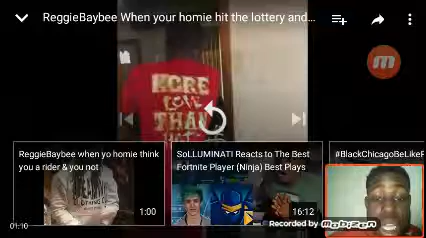 ReggieBaybee When your homie hit the lottery and...
MORE
LOVE
THAN
ReggieBaybee when yo homie think
you a rider & you not
1:00
SoLLUMINATI Reacts to The Best
Fortnite Player (Ninja) Best Plays
16:12
#BlackChicagoBeLike
01:10
Recorded by Mobizen